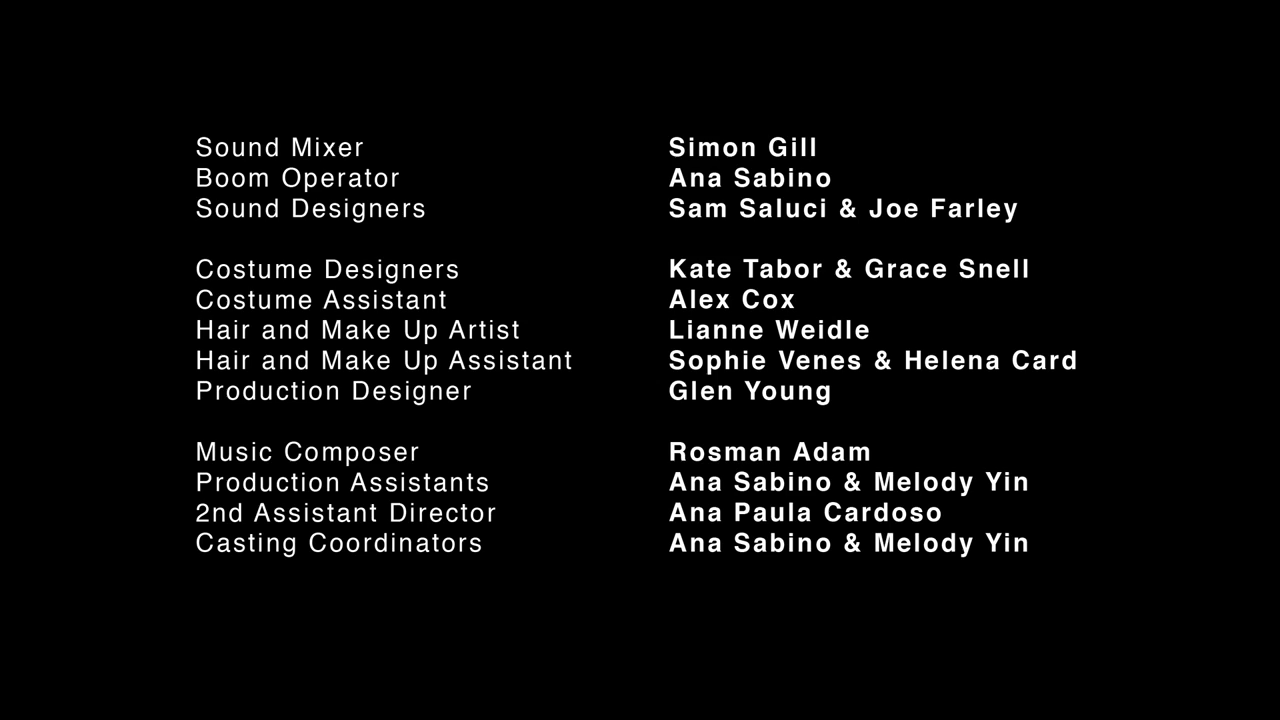 Sound Mixer Simon Gill
Boom Operator Ana Sabino
Sound Designers Sam Saluci & Joe Farley
Costume Designers Kate Tabor & Grace Snell
Costume Assistant Alex Cox
Hair and Make Up Artist Lianne Weidle
Hair and Make Up Assistant Sophie Venes & Helena Card
Production Designer Glen Young
Music Composer Rosman Adam
Production Assistants Ana Sabino & Melody Yin
2nd Assistant Director Ana Paula Cardoso
Casting Coordinators Ana Sabino & Melody Yin